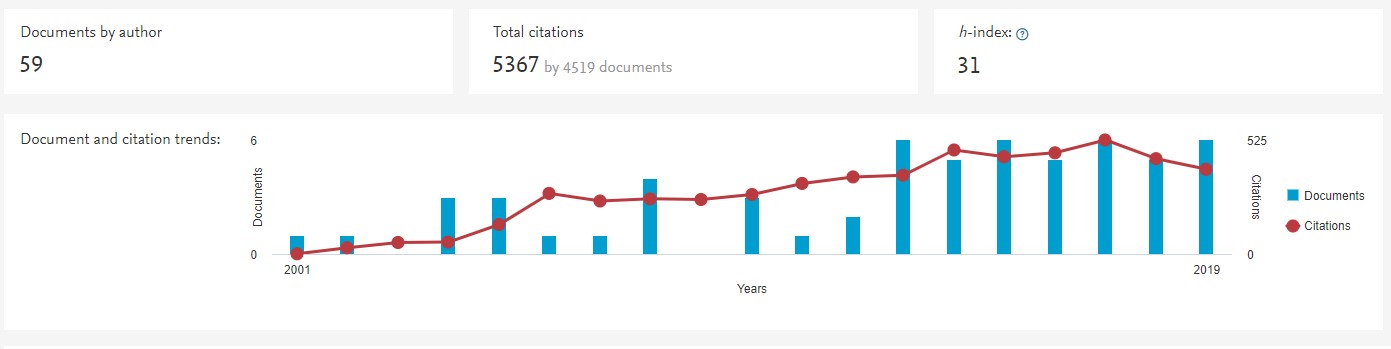 Documents by author
59
Total citations
5367 by 4519 documents
h-index: ?
31
Document and citation trends:
6
Documents
0
525
Citations
0
2001
2019
Years
Documents
Citations